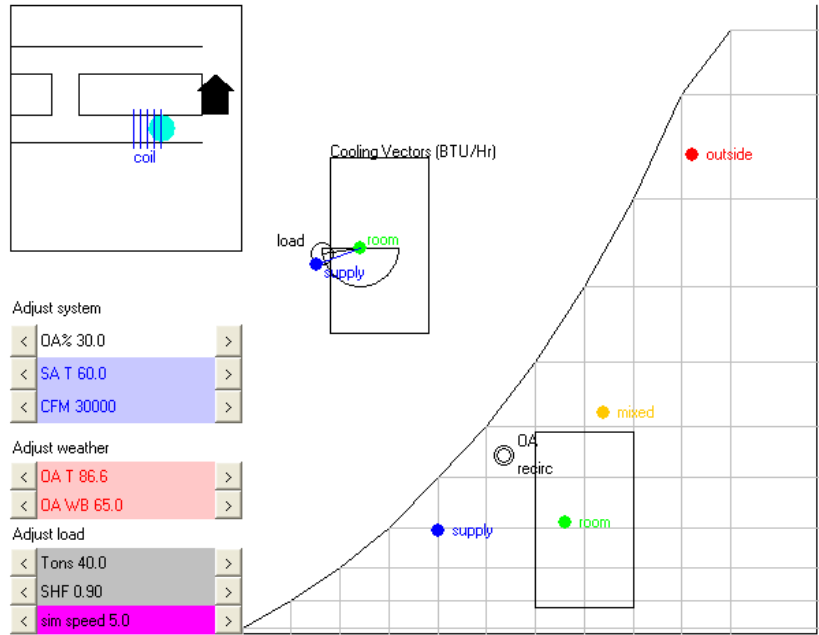 coil
Cooling Vectors (BTU/Hr)
load
room
supply
outside
mixed
OA
recirc
supply
room
Adjust system
< OA% 30.0 >
< SA T 60.0 >
< CFM 30000 >
Adjust weather
< OA T 86.6 >
< OA WB 65.0 >
Adjust load
< Tons 40.0 >
< SHF 0.90 >
< sim speed 5.0 >